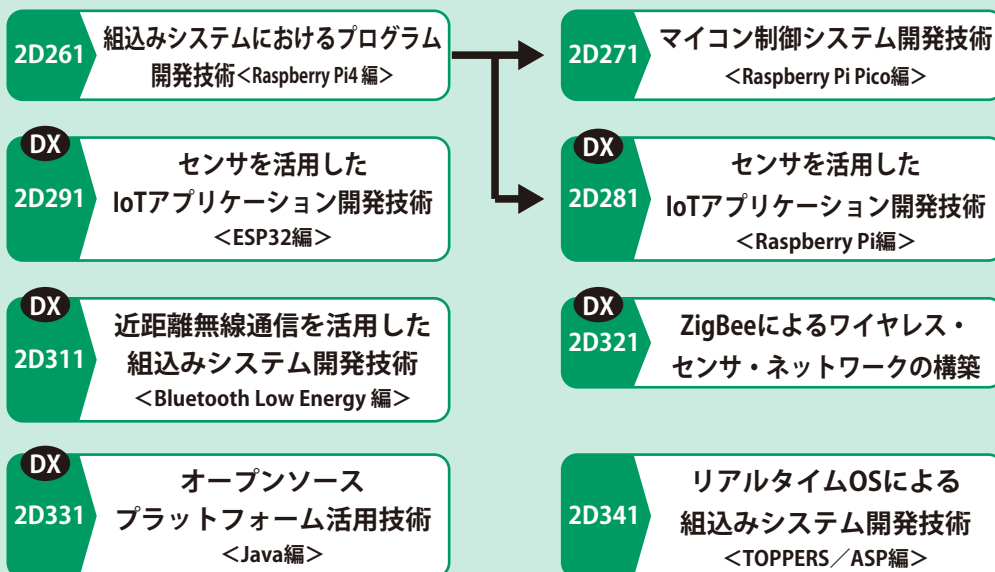 2D261
組込みシステムにおけるプログラム
開発技術<Raspberry Pi4 編>
2D271
マイコン制御システム開発技術
<Raspberry Pi Pico編>
DX
2D291
センサを活用した
IoTアプリケーション開発技術
<ESP32編>
DX
2D281
センサを活用した
IoTアプリケーション開発技術
<Raspberry Pi編>
DX
2D311
近距離無線通信を活用した
組込みシステム開発技術
<Bluetooth Low Energy 編>
DX
2D321
ZigBeeによるワイヤレス・
センサ・ネットワークの構築
DX
2D331
オープンソース
プラットフォーム活用技術
<Java編>
2D341
リアルタイムOSによる
組込みシステム開発技術
<TOPPERS/ASP編>